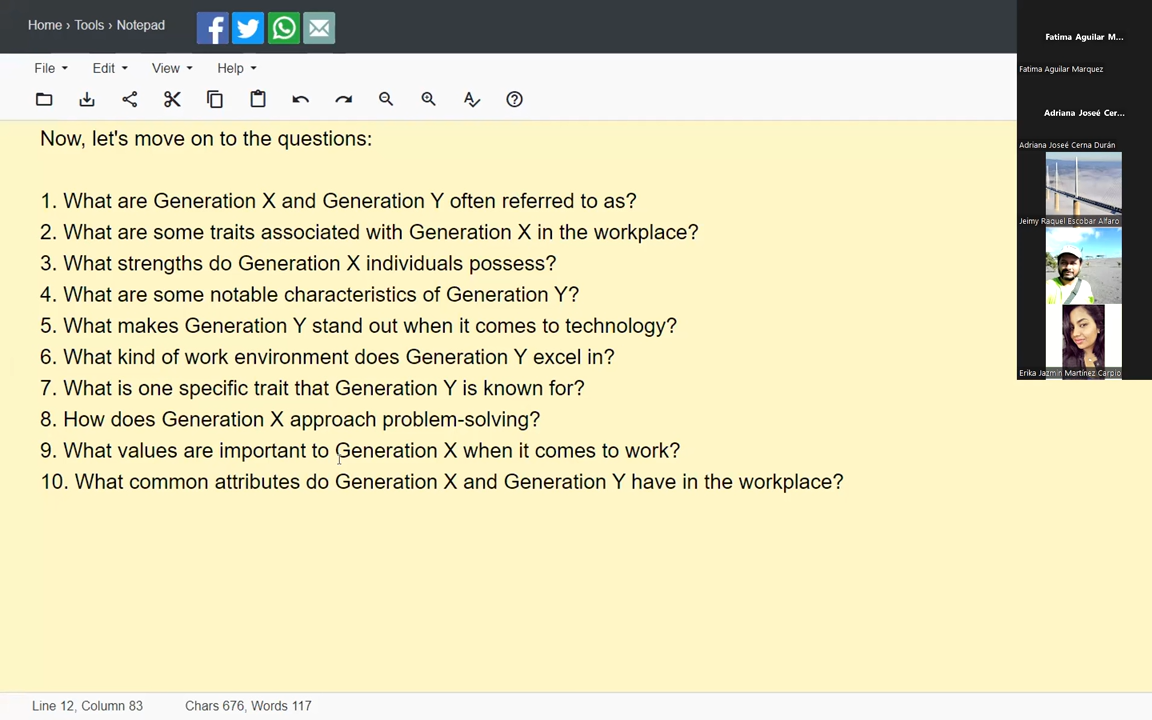 Home › Tools › Notepad
File Edit View Help
Now, let's move on to the questions:
1. What are Generation X and Generation Y often referred to as?
2. What are some traits associated with Generation X in the workplace?
3. What strengths do Generation X individuals possess?
4. What are some notable characteristics of Generation Y?
5. What makes Generation Y stand out when it comes to technology?
6. What kind of work environment does Generation Y excel in?
7. What is one specific trait that Generation Y is known for?
8. How does Generation X approach problem-solving?
9. What values are important to Generation X when it comes to work?
10. What common attributes do Generation X and Generation Y have in the workplace?
Line 12, Column 83 Chars 676, Words 117
Fatima Aguilar M...
Fatima Aguilar Marquez
Adriana Joseé Cer...
Adriana Joseé Cerna Durán
Jeimy Raquel Escobar Alfaro
Erika Jazmin Martínez Carpio